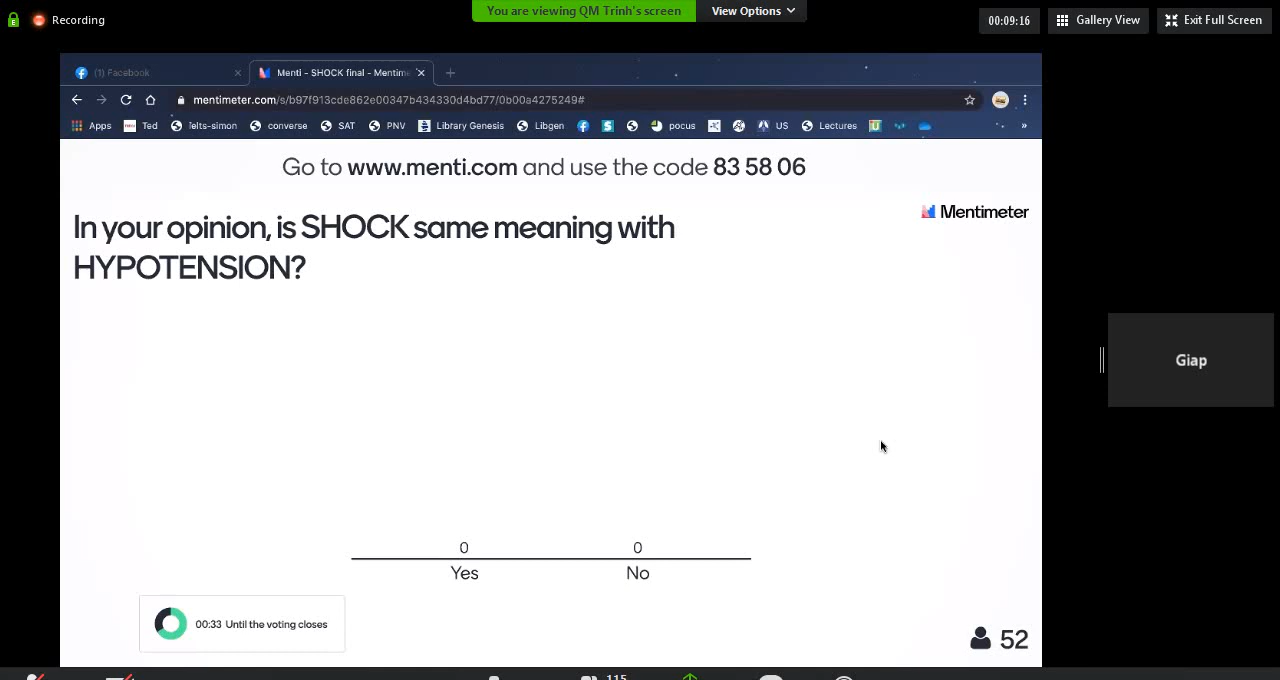 Recording
You are viewing QM Trinh's screen
View Options
00:09:16
Gallery View
Exit Full Screen
(1) Facebook
Menti - SHOCK final - Mentime
mentimeter.com/s/b97f913cde862e00347b434330d4bd77/0b00a4275249#
Apps Ted Ielts-simon converse SAT PNV Library Genesis Libgen pocus US Lectures
Go to www.menti.com and use the code 83 58 06
Mentimeter
In your opinion, is SHOCK same meaning with
HYPOTENSION?
Giap
0 0
Yes No
00:33 Until the voting closes
52
115